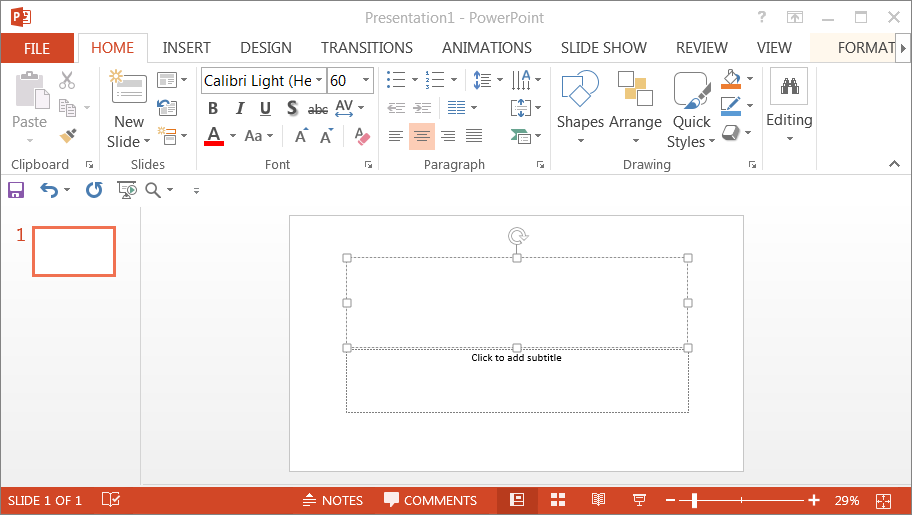 Presentation1 - PowerPoint
FILE HOME INSERT DESIGN TRANSITIONS ANIMATIONS SLIDE SHOW REVIEW VIEW FORMAT
Calibri Light (He 60
B I U S abc AV
A Aa A A
Paste
New
Slide
Shapes Arrange Quick
Styles
Editing
Clipboard Slides Font Paragraph Drawing
1
Click to add subtitle
SLIDE 1 OF 1 NOTES COMMENTS 29%